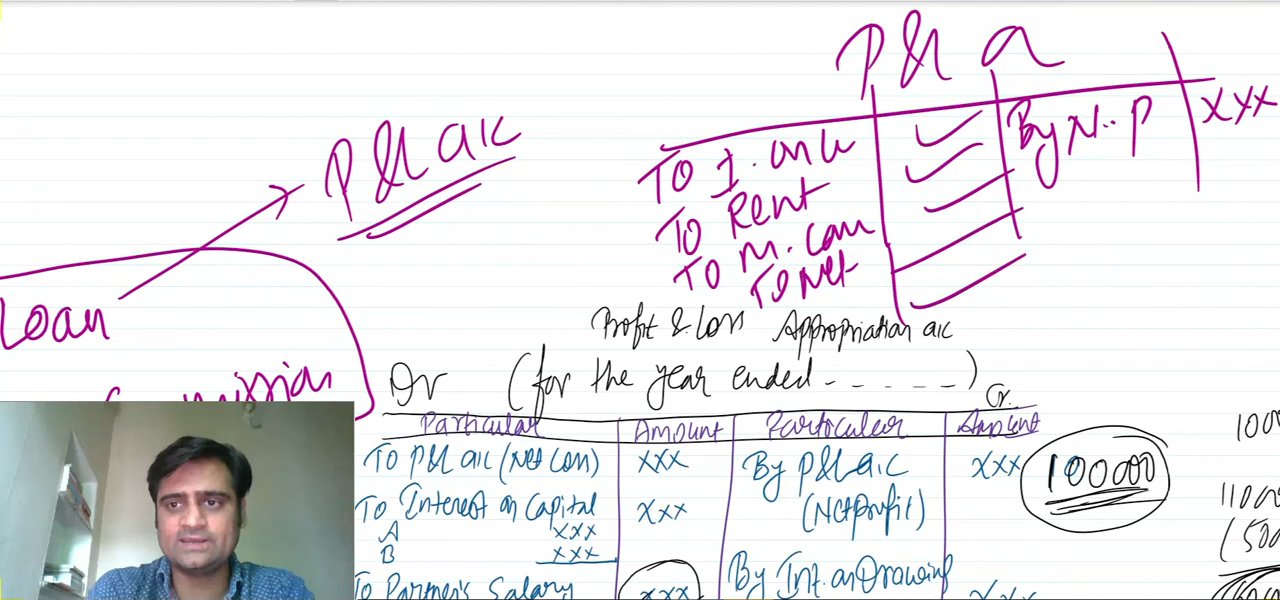 P&L a
By N.. P XXX
To I. on L
To Rent
To M. Com
To Net
P&L a/c
Loan
Profit & Loss Appropriation a/c
Dr (for the year ended - - - - - -) Cr.
Particular Amount Particular Amount
To P&L a/c (Net Loss) XXX By P&L a/c XXX 100000
To Interest on Capital XXX (Net Profit)
A XXX
B XXX
To Partner's Salary XXX By Int. on Drawing XXX